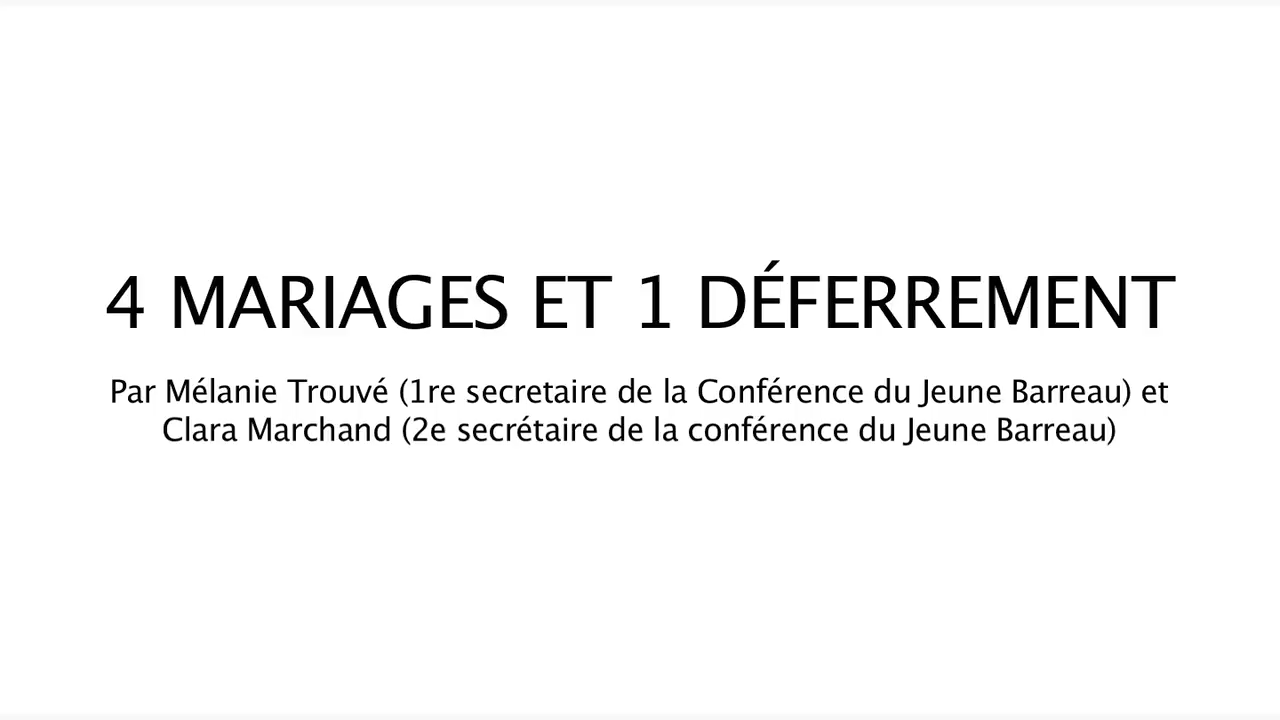 4 MARIAGES ET 1 DÉFERREMENT
Par Mélanie Trouvé (1re secretaire de la Conférence du Jeune Barreau) et
Clara Marchand (2e secrétaire de la conférence du Jeune Barreau)